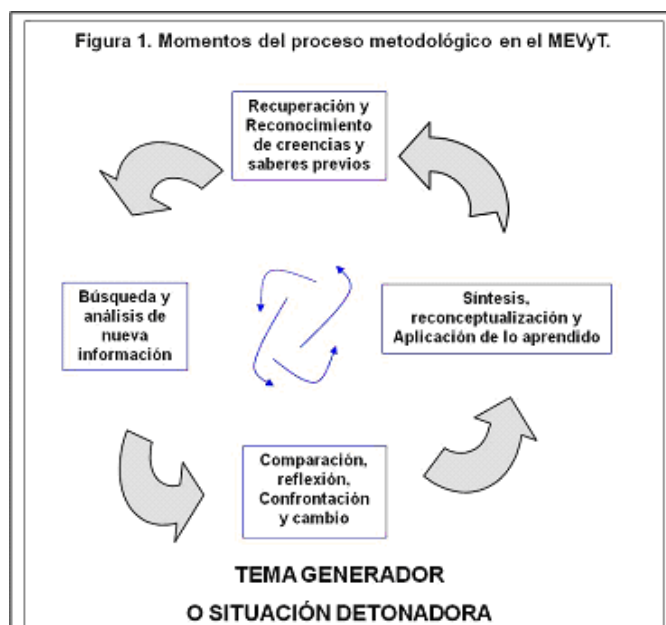 Figura 1. Momentos del proceso metodológico en el MEVyT.
Recuperación y
Reconocimiento
de creencias y
saberes previos
Búsqueda y
análisis de
nueva
información
Síntesis,
reconceptualización y
Aplicación de lo aprendido
Comparación,
reflexión,
Confrontación
y cambio
TEMA GENERADOR
O SITUACIÓN DETONADORA